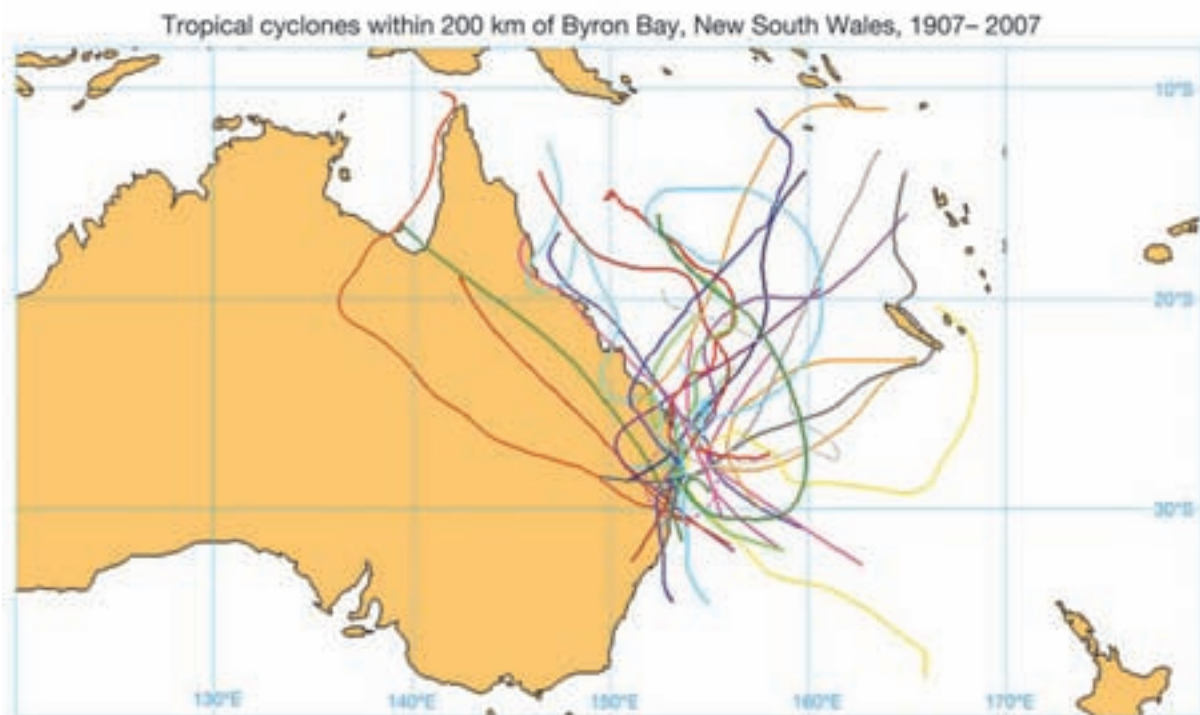 Tropical cyclones within 200 km of Byron Bay, New South Wales, 1907– 2007
10°S
20°S
30°S
130°E
140°E
150°E
160°E
170°E